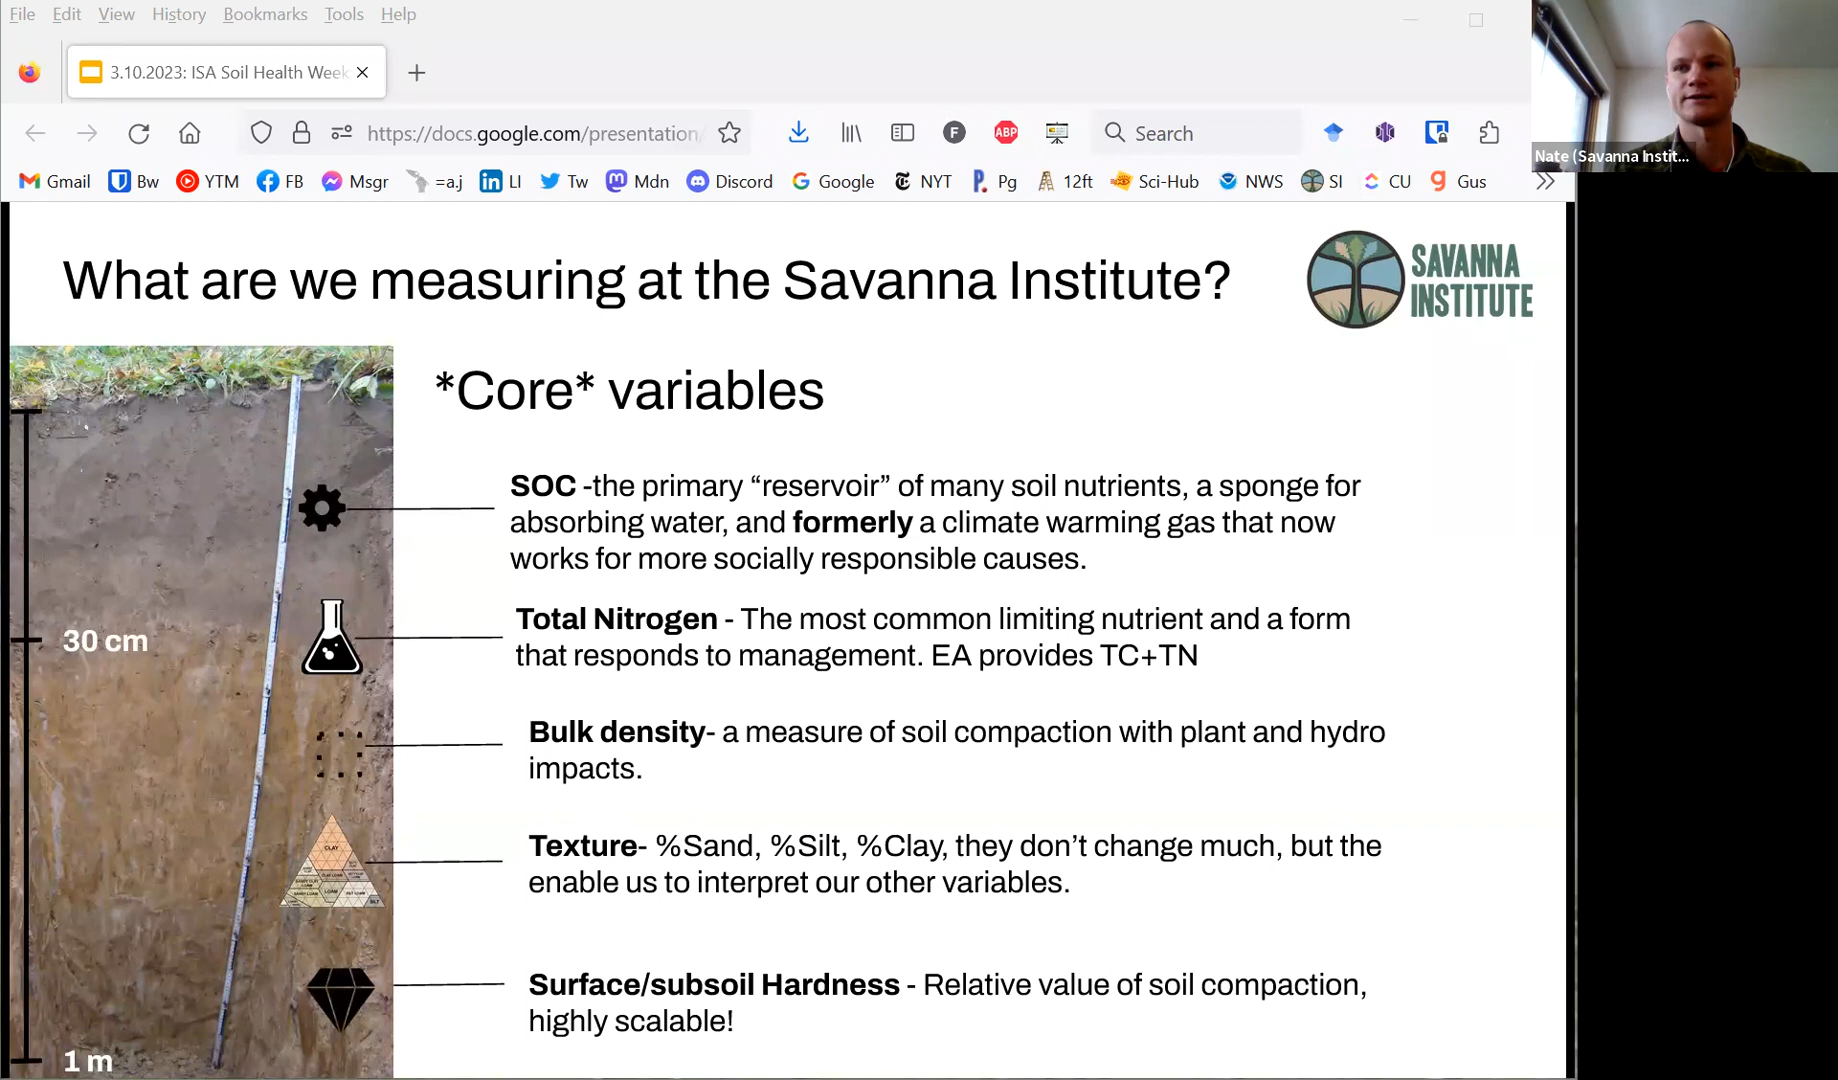 File Edit View History Bookmarks Tools Help
3.10.2023: ISA Soil Health Week
https://docs.google.com/presentation/
F
ABP
Search
Nate (Savanna Instit...
Gmail Bw YTM FB Msgr =a.j LI Tw Mdn Discord Google NYT Pg 12ft Sci-Hub NWS SI CU Gus
What are we measuring at the Savanna Institute?
SAVANNA
INSTITUTE
*Core* variables
SOC -the primary “reservoir” of many soil nutrients, a sponge for
absorbing water, and formerly a climate warming gas that now
works for more socially responsible causes.
Total Nitrogen - The most common limiting nutrient and a form
that responds to management. EA provides TC+TN
30 cm
Bulk density- a measure of soil compaction with plant and hydro
impacts.
Texture- %Sand, %Silt, %Clay, they don’t change much, but the
enable us to interpret our other variables.
CLAY
LOAM
SILT
Surface/subsoil Hardness - Relative value of soil compaction,
highly scalable!
1 m